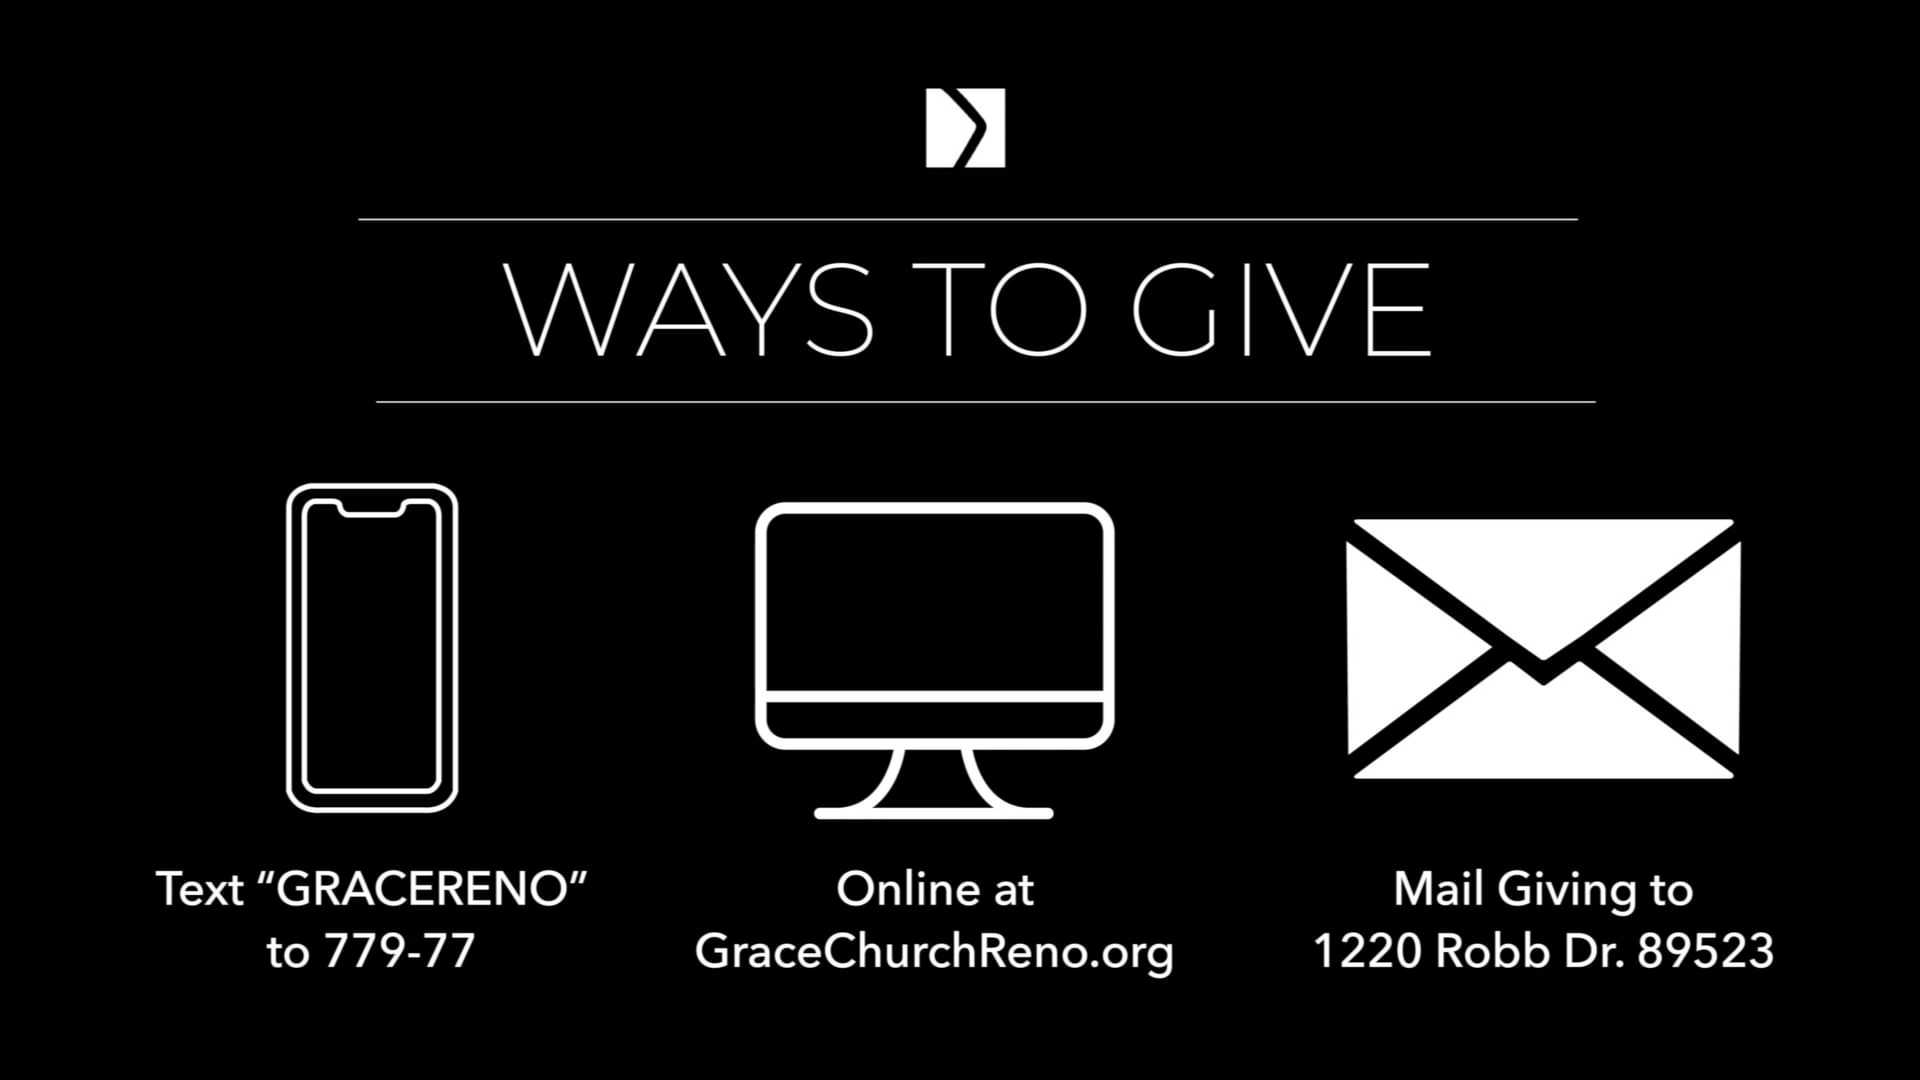 WAYS TO GIVE
Text “GRACERENO”
to 779-77
Online at
GraceChurchReno.org
Mail Giving to
1220 Robb Dr. 89523